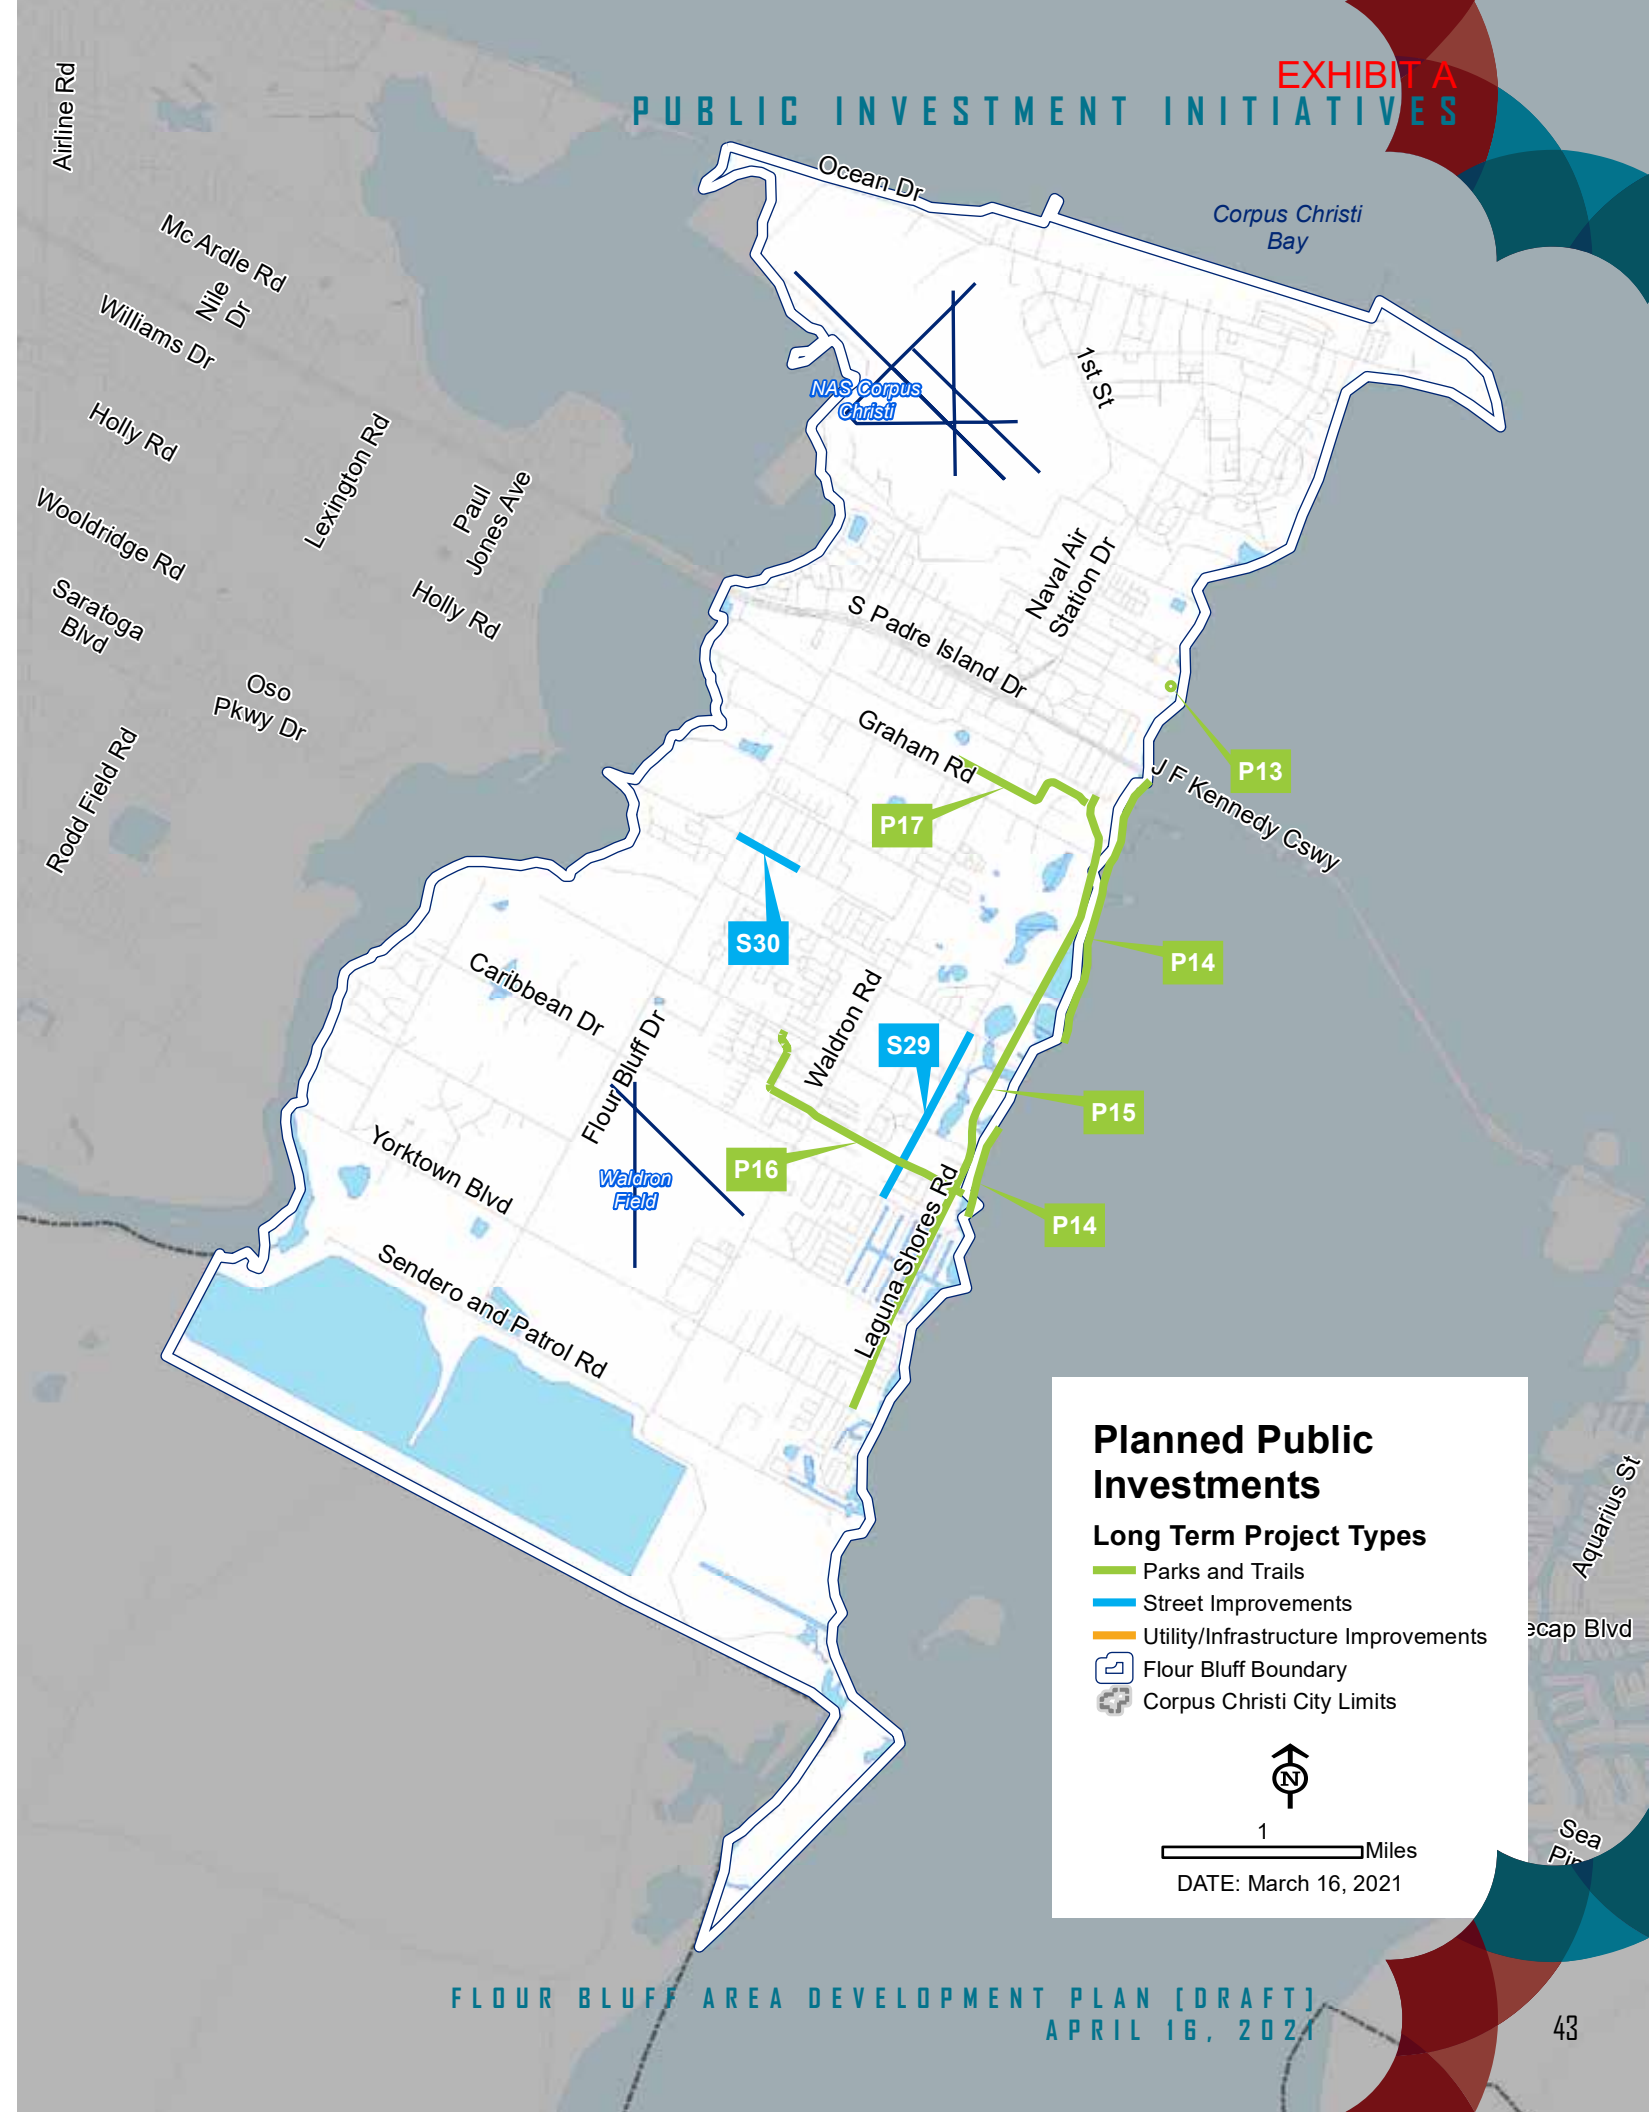 EXHIBIT A
PUBLIC INVESTMENT INITIATIVES
Airline Rd
Ocean Dr
Corpus Christi
Bay
Mc Ardle Rd
Nile
Dr
Williams Dr
1st St
NAS Corpus
Christi
Holly Rd
Lexington Rd
Paul
Jones Ave
Wooldridge Rd
Naval Air
Station Dr
Saratoga
Blvd
Holly Rd
S Padre Island Dr
Oso
Pkwy Dr
Graham Rd
Rodd Field Rd
J F Kennedy Cswy
P13
P17
S30
P14
Caribbean Dr
Waldron Rd
Flour Bluff Dr
S29
P15
Yorktown Blvd
P16
Waldron
Field
Laguna Shores Rd
P14
Sendero and Patrol Rd
Planned Public
Investments
Long Term Project Types
Parks and Trails
Street Improvements
Utility/Infrastructure Improvements
Flour Bluff Boundary
Corpus Christi City Limits
N
1
Miles
DATE: March 16, 2021
Aquarius St
ecap Blvd
Sea
FLOUR BLUFF AREA DEVELOPMENT PLAN [DRAFT]
APRIL 16, 2021
43